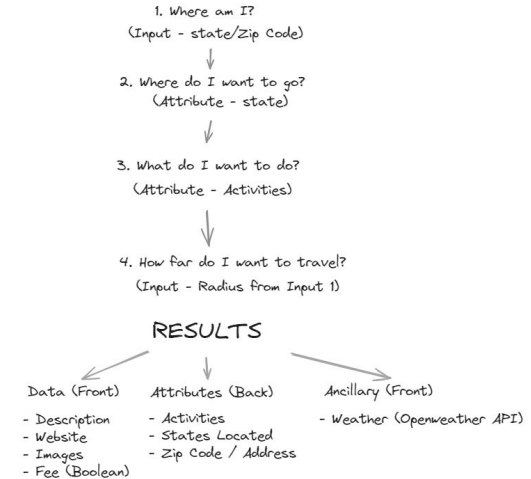 1. Where am I?
(Input - state/Zip Code)
2. Where do I want to go?
(Attribute - state)
3. What do I want to do?
(Attribute - Activities)
4. How far do I want to travel?
(Input - Radius from Input 1)
RESULTS
Data (Front)
- Description
- Website
- Images
- Fee (Boolean)
Attributes (Back)
- Activities
- States Located
- Zip Code / Address
Ancillary (Front)
- Weather (Openweather API)